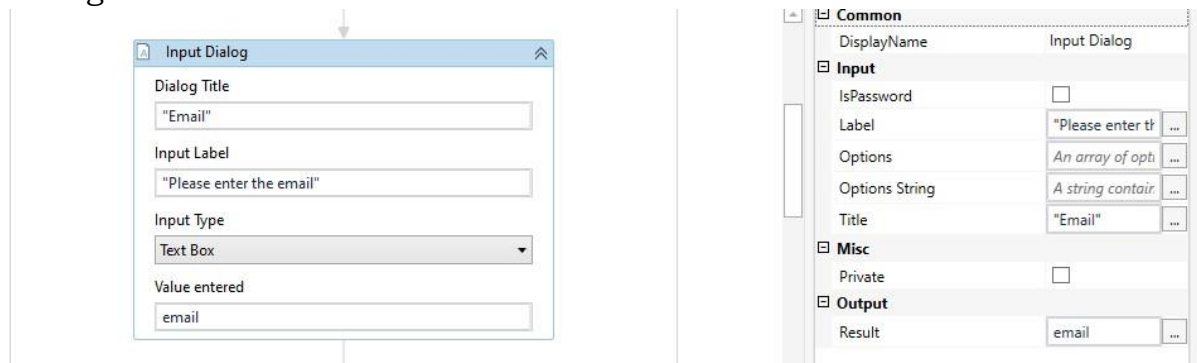 Input Dialog
Dialog Title
"Email"
Input Label
"Please enter the email"
Input Type
Text Box
Value entered
email
Common
DisplayName Input Dialog
Input
IsPassword
Label "Please enter th ...
Options An array of opti ...
Options String A string contain ...
Title "Email" ...
Misc
Private
Output
Result email ...